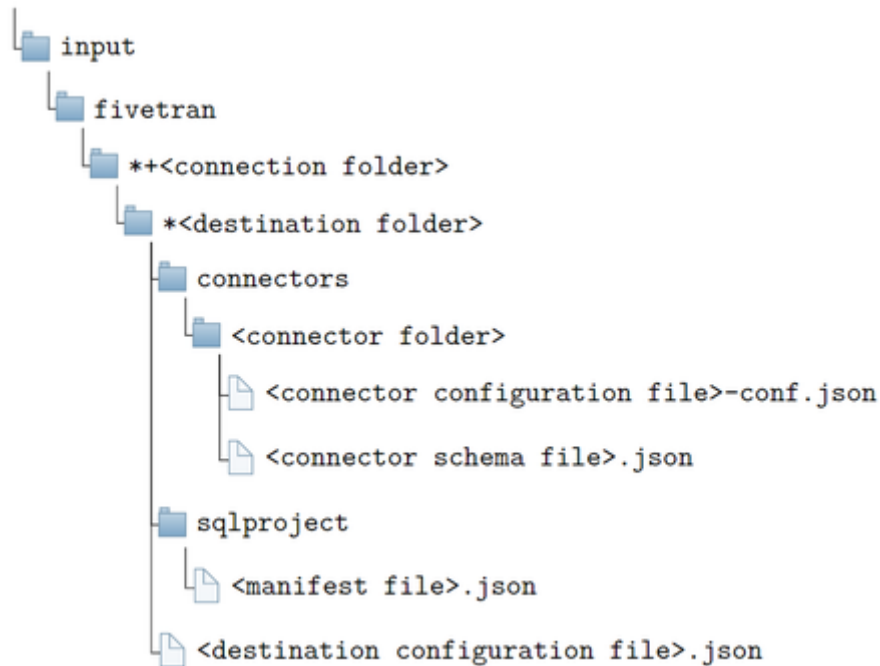 input
fivetran
*+<connection folder>
*<destination folder>
connectors
<connector folder>
<connector configuration file>-conf.json
<connector schema file>.json
sqlproject
<manifest file>.json
<destination configuration file>.json